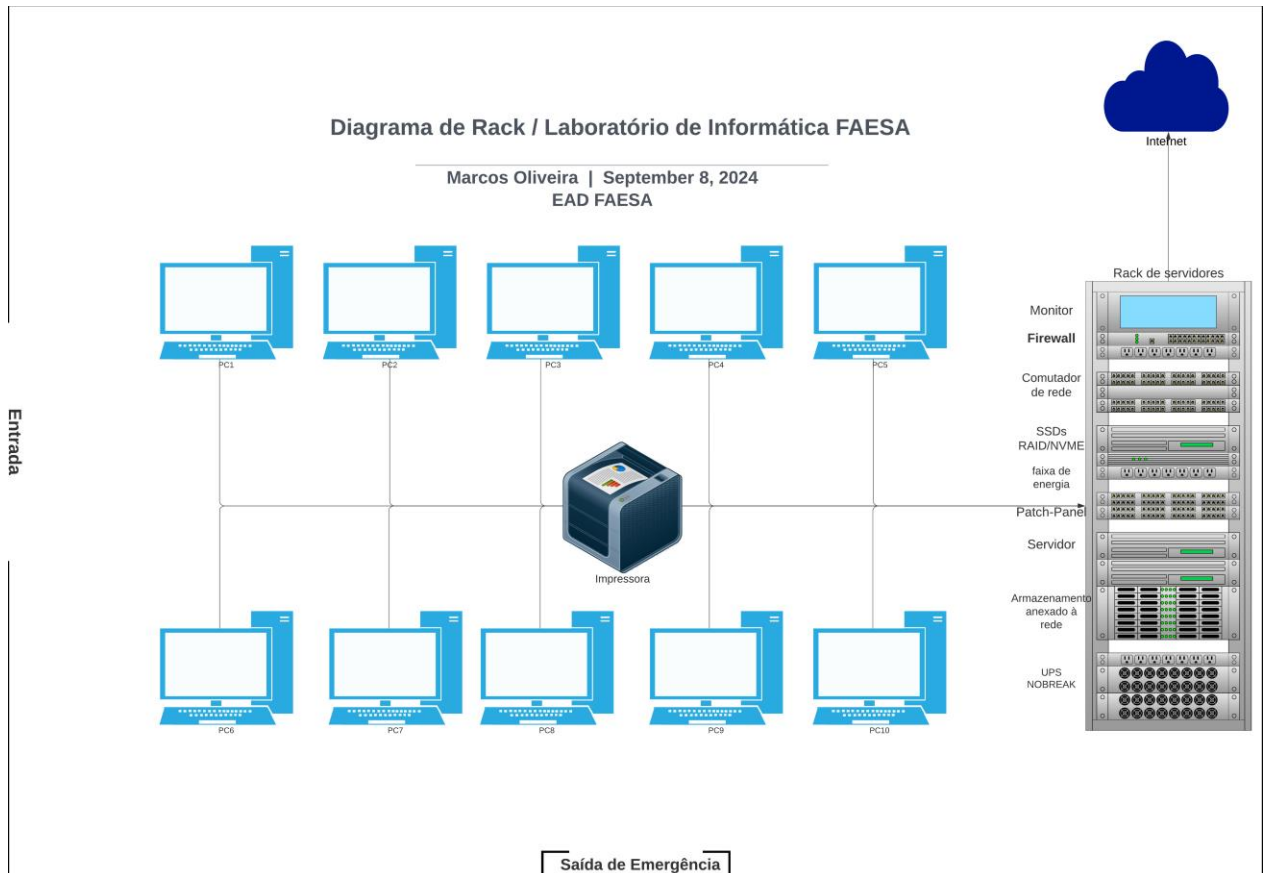 Internet
Diagrama de Rack / Laboratório de Informática FAESA
Marcos Oliveira | September 8, 2024
EAD FAESA
Rack de servidores
PC1
PC2
PC3
PC4
PC5
Monitor
Firewall
Comutador
de rede
SSDs
RAID/NVME
faixa de
energia
Patch-Panel
Servidor
Armazenamento
anexado à
rede
UPS
NOBREAK
Entrada
Impressora
PC6
PC7
PC8
PC9
PC10
Saída de Emergência